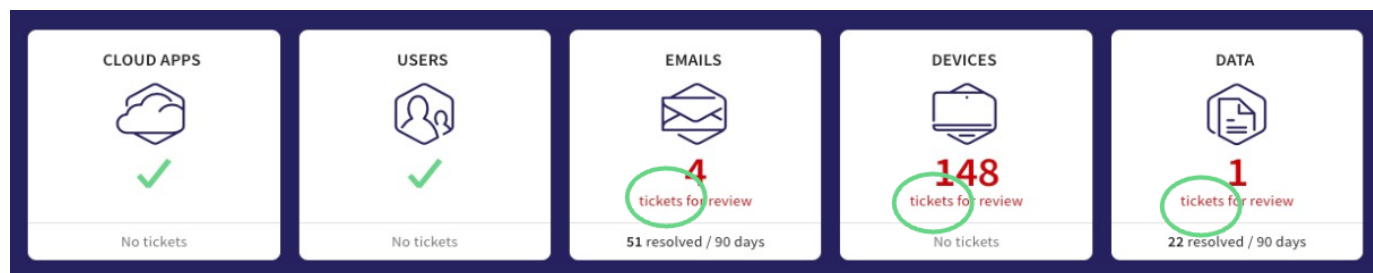 CLOUD APPS
No tickets
USERS
No tickets
EMAILS
4
tickets for review
51 resolved / 90 days
DEVICES
148
tickets for review
No tickets
DATA
1
tickets for review
22 resolved / 90 days